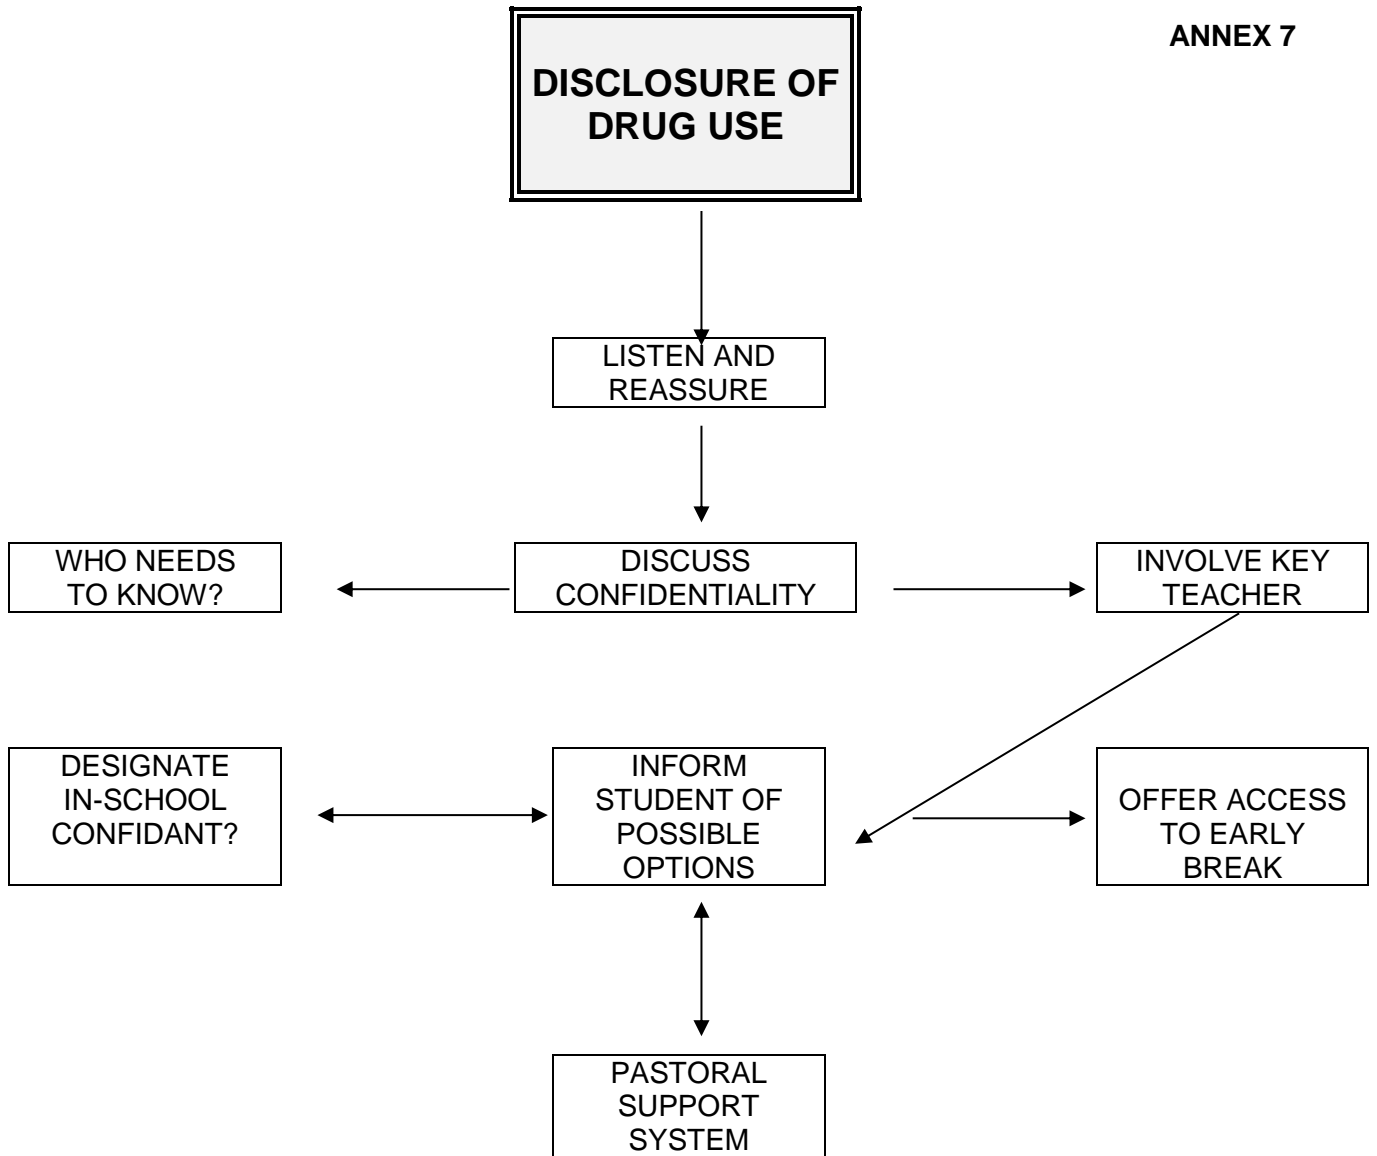 ANNEX 7
DISCLOSURE OF
DRUG USE
LISTEN AND
REASSURE
WHO NEEDS
TO KNOW?
DISCUSS
CONFIDENTIALITY
INVOLVE KEY
TEACHER
DESIGNATE
IN-SCHOOL
CONFIDANT?
INFORM
STUDENT OF
POSSIBLE
OPTIONS
OFFER ACCESS
TO EARLY
BREAK
PASTORAL
SUPPORT
SYSTEM